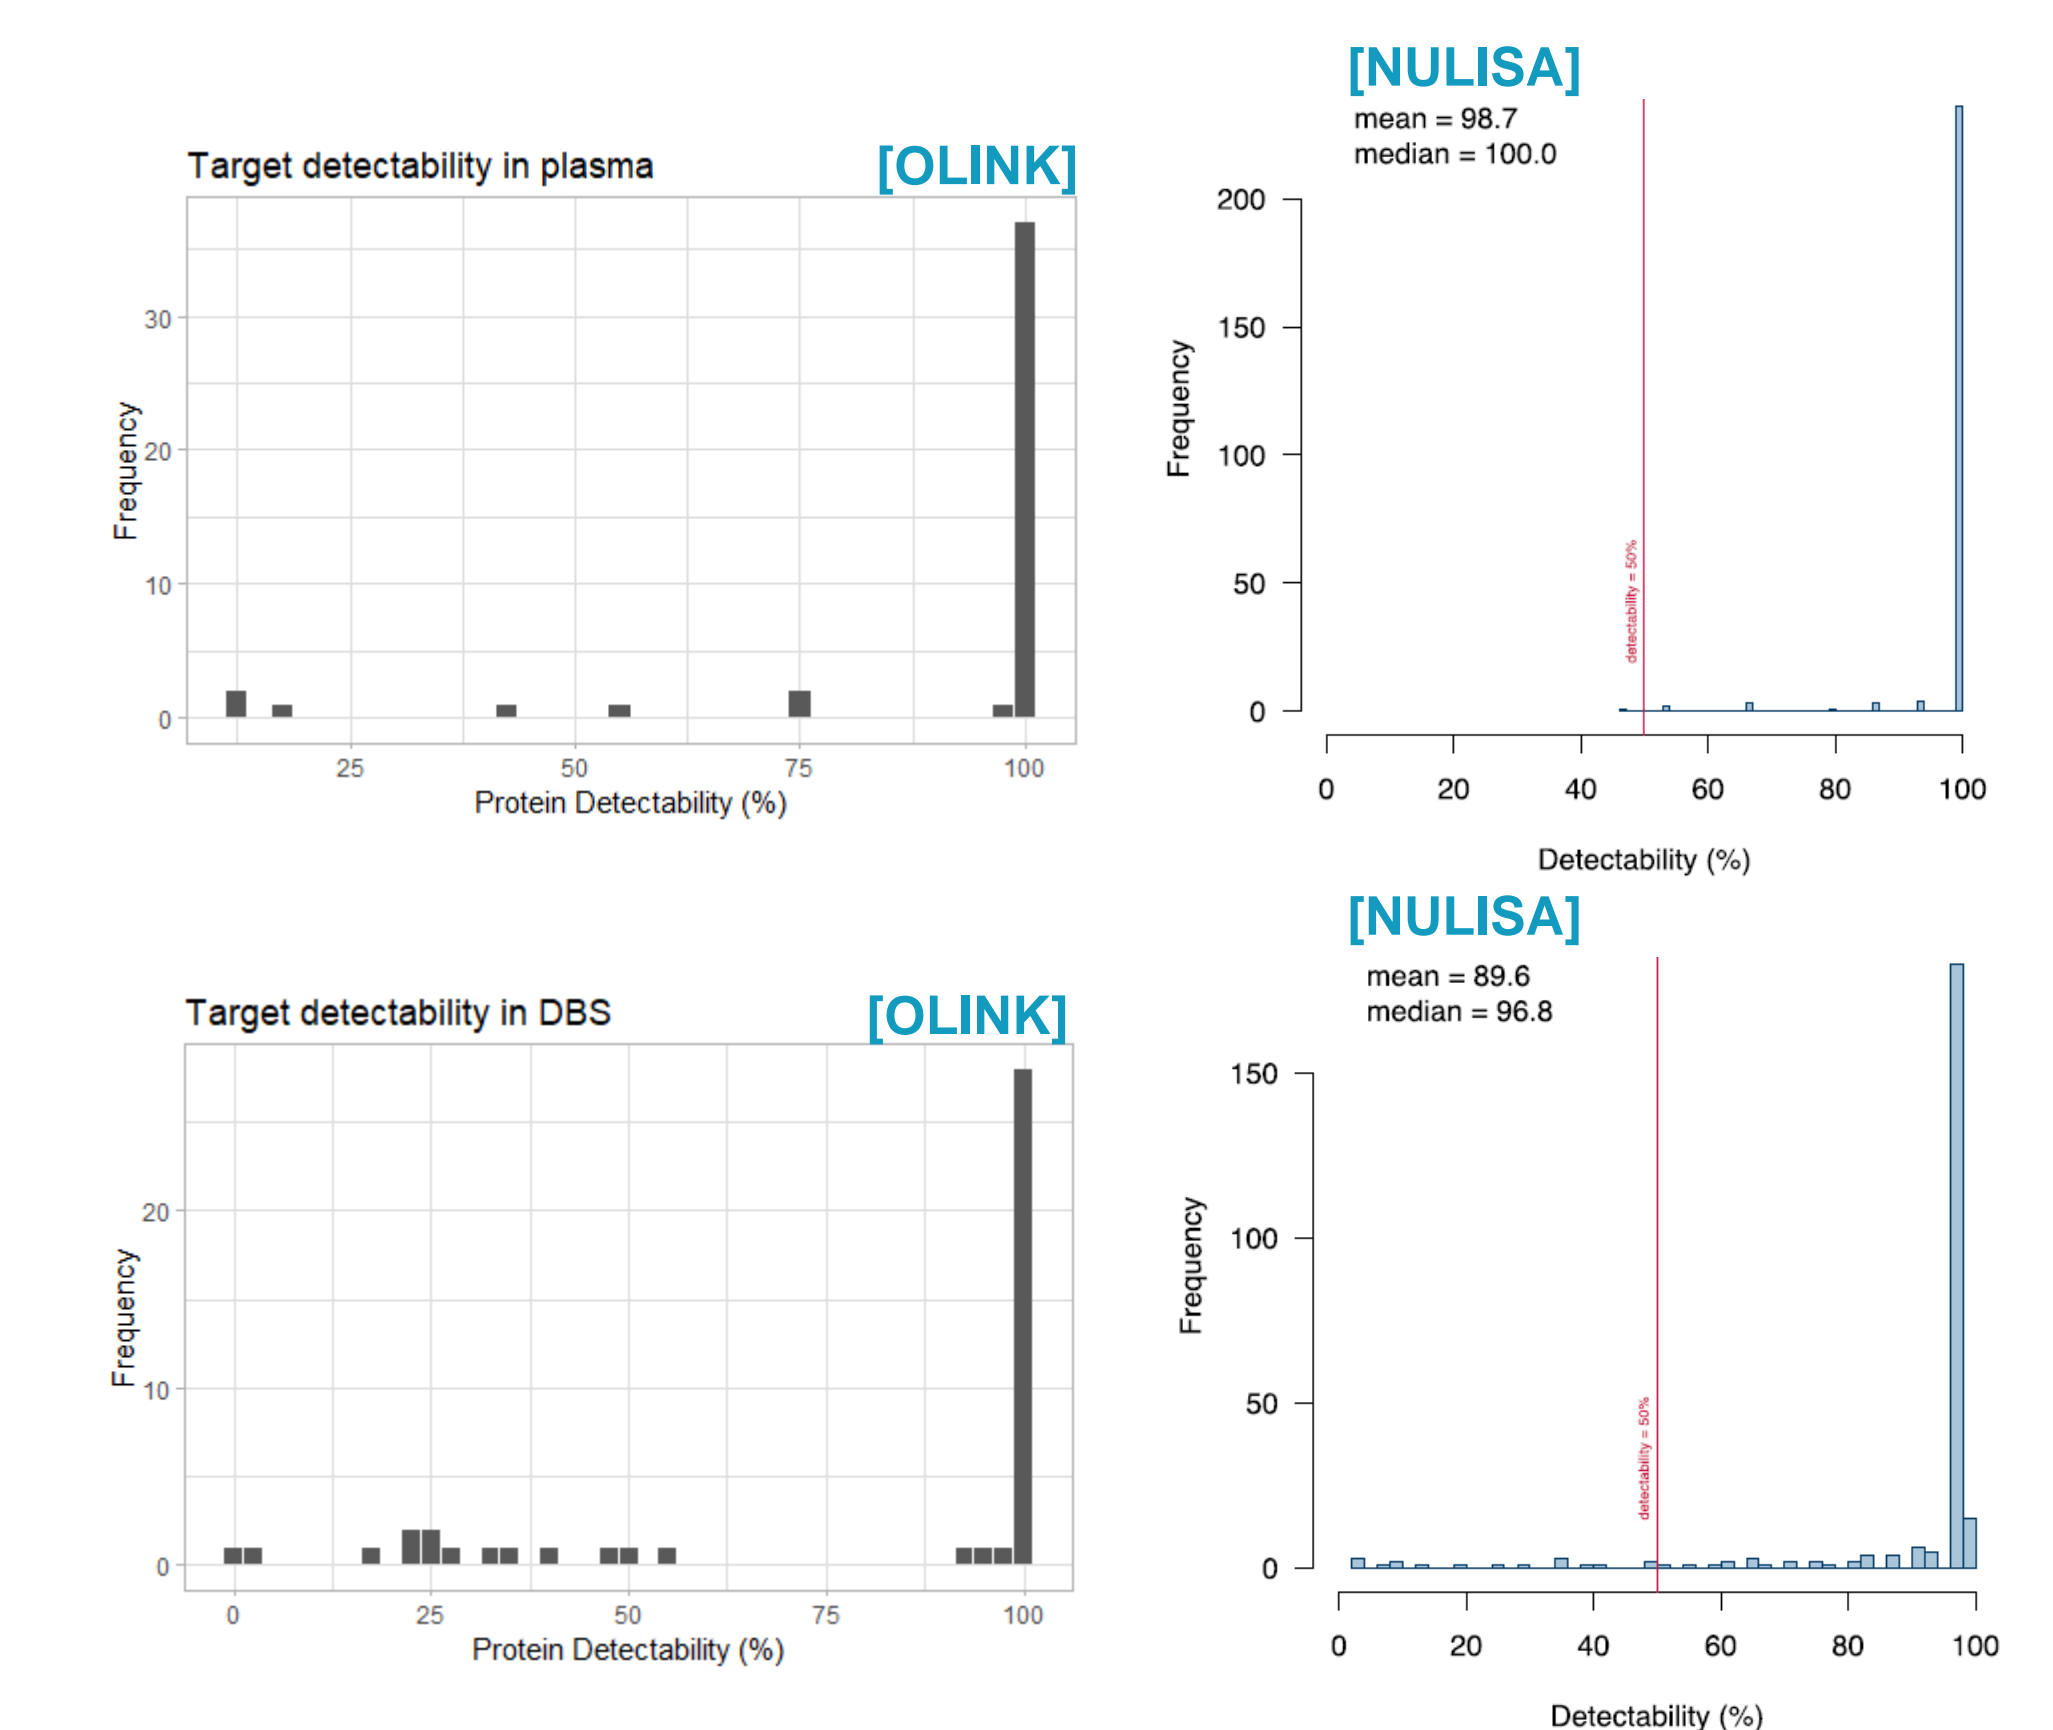 Target detectability in plasma
[OLINK]
Frequency
30
20
10
0
25
50
75
100
Protein Detectability (%)
[NULISA]
mean = 98.7
median = 100.0
Frequency
200
150
100
50
0
detectability = 50%
0
20
40
60
80
100
Detectability (%)
Target detectability in DBS
[OLINK]
Frequency
20
10
0
0
25
50
75
100
Protein Detectability (%)
[NULISA]
mean = 89.6
median = 96.8
Frequency
150
100
50
0
detectability = 50%
0
20
40
60
80
100
Detectability (%)